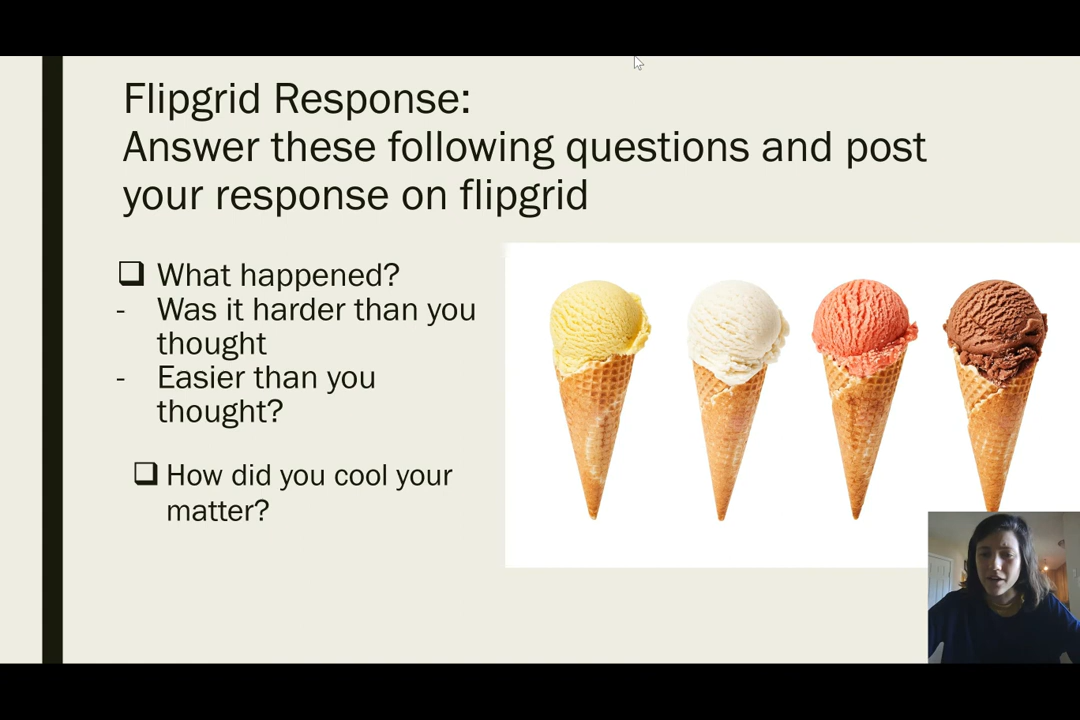 Flipgrid Response:
Answer these following questions and post
your response on flipgrid
What happened?
- Was it harder than you
thought
- Easier than you
thought?
How did you cool your
matter?